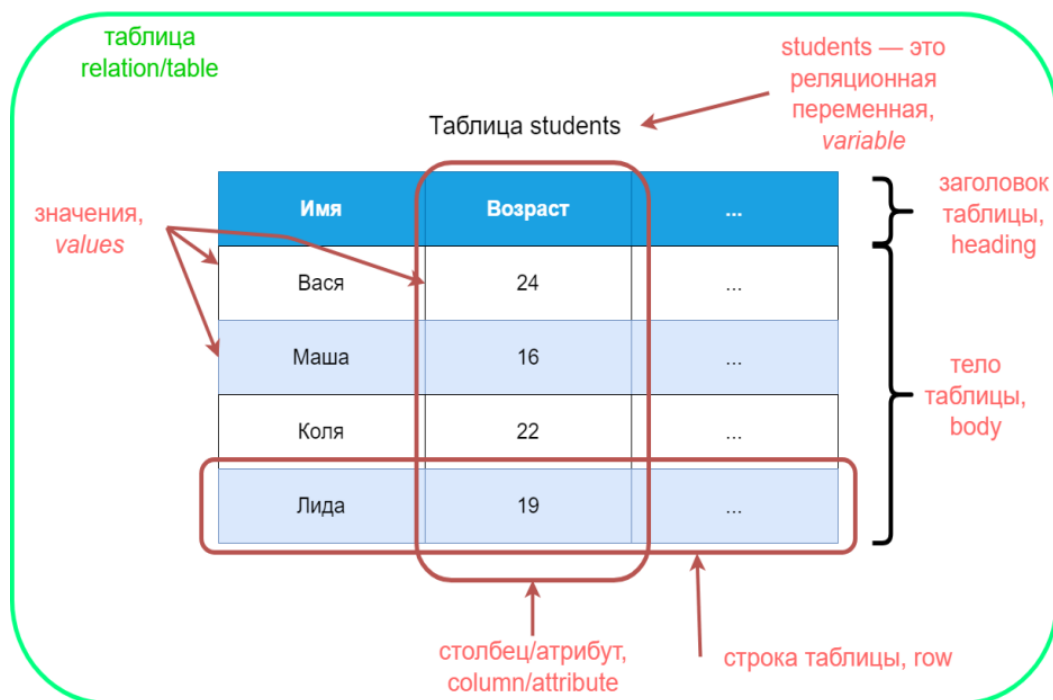 таблица
relation/table
students — это
реляционная
переменная,
variable
Таблица students
значения,
values
Имя Возраст ...
заголовок
таблицы,
heading
Вася 24 ...
Маша 16 ...
Коля 22 ...
Лида 19 ...
тело
таблицы,
body
столбец/атрибут,
column/attribute
строка таблицы, row